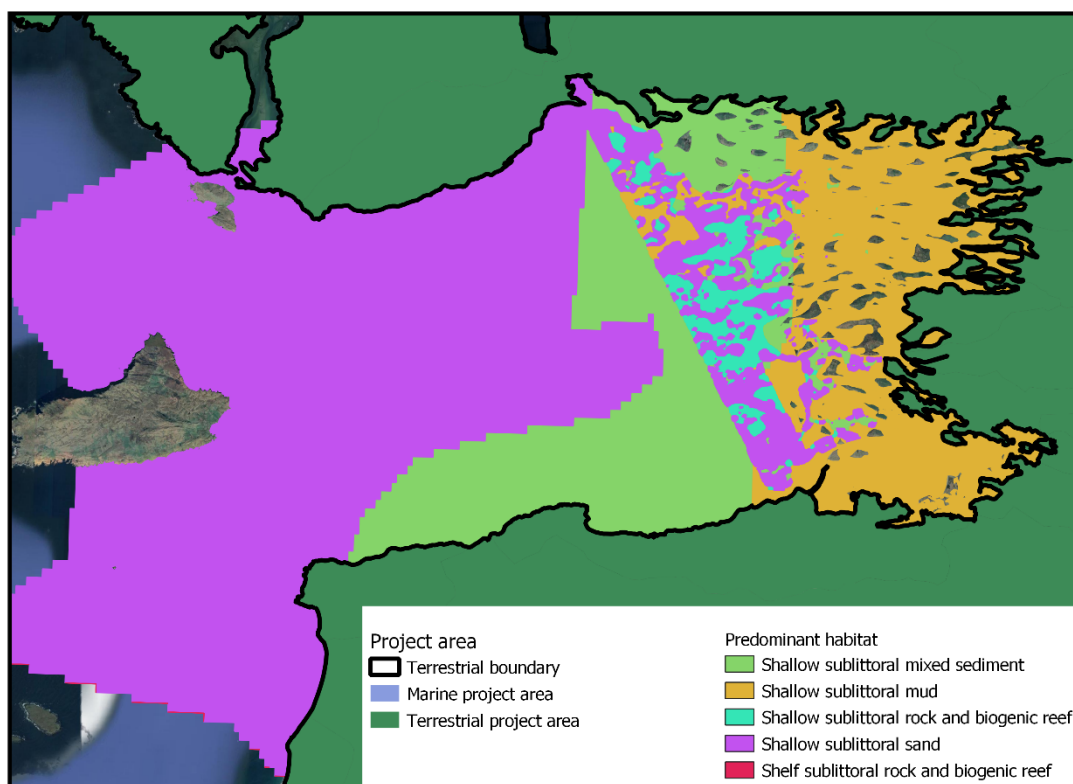 Project area
Terrestrial boundary
Marine project area
Terrestrial project area
Predominant habitat
Shallow sublittoral mixed sediment
Shallow sublittoral mud
Shallow sublittoral rock and biogenic reef
Shallow sublittoral sand
Shelf sublittoral rock and biogenic reef